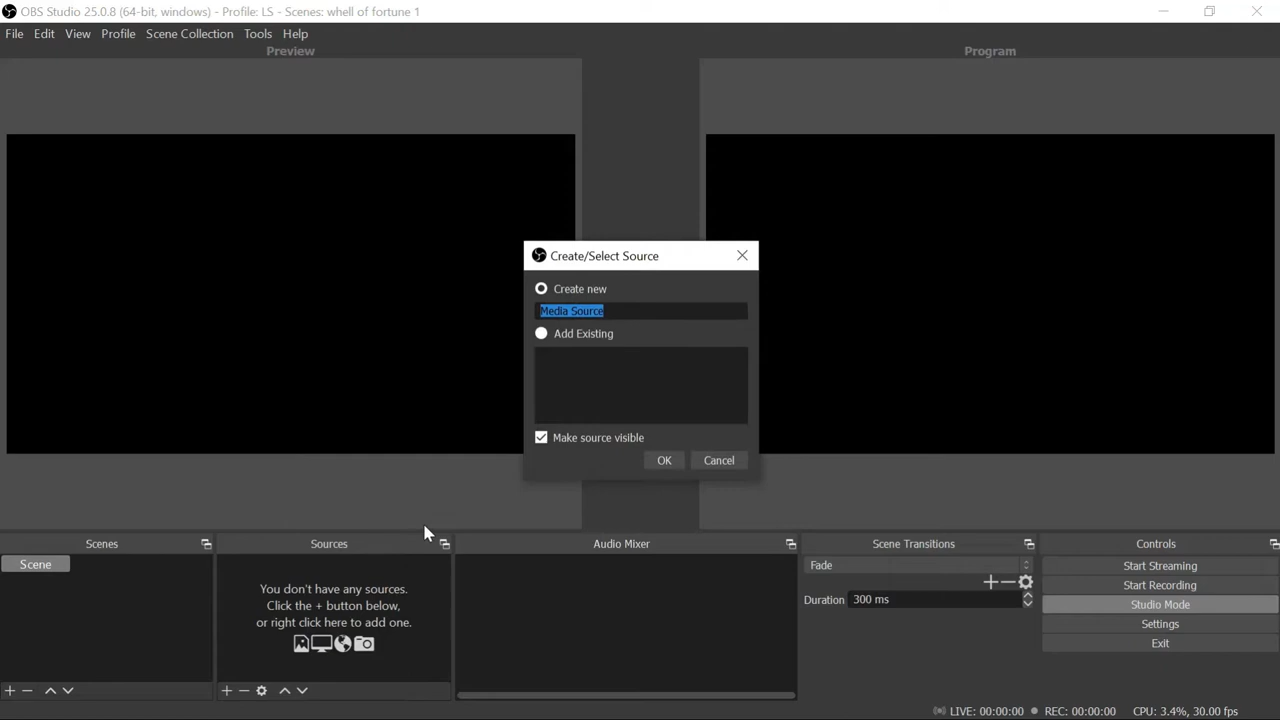 OBS Studio 25.0.8 (64-bit, windows) - Profile: LS - Scenes: whell of fortune 1
File Edit View Profile Scene Collection Tools Help
Preview
Program
Create/Select Source
Create new
Media Source
Add Existing
Make source visible
OK Cancel
Scenes
Scene
Sources
You don't have any sources.
Click the + button below,
or right click here to add one.
Audio Mixer
Scene Transitions
Fade
Duration 300 ms
Controls
Start Streaming
Start Recording
Studio Mode
Settings
Exit
LIVE: 00:00:00 REC: 00:00:00 CPU: 3.4%, 30.00 fps